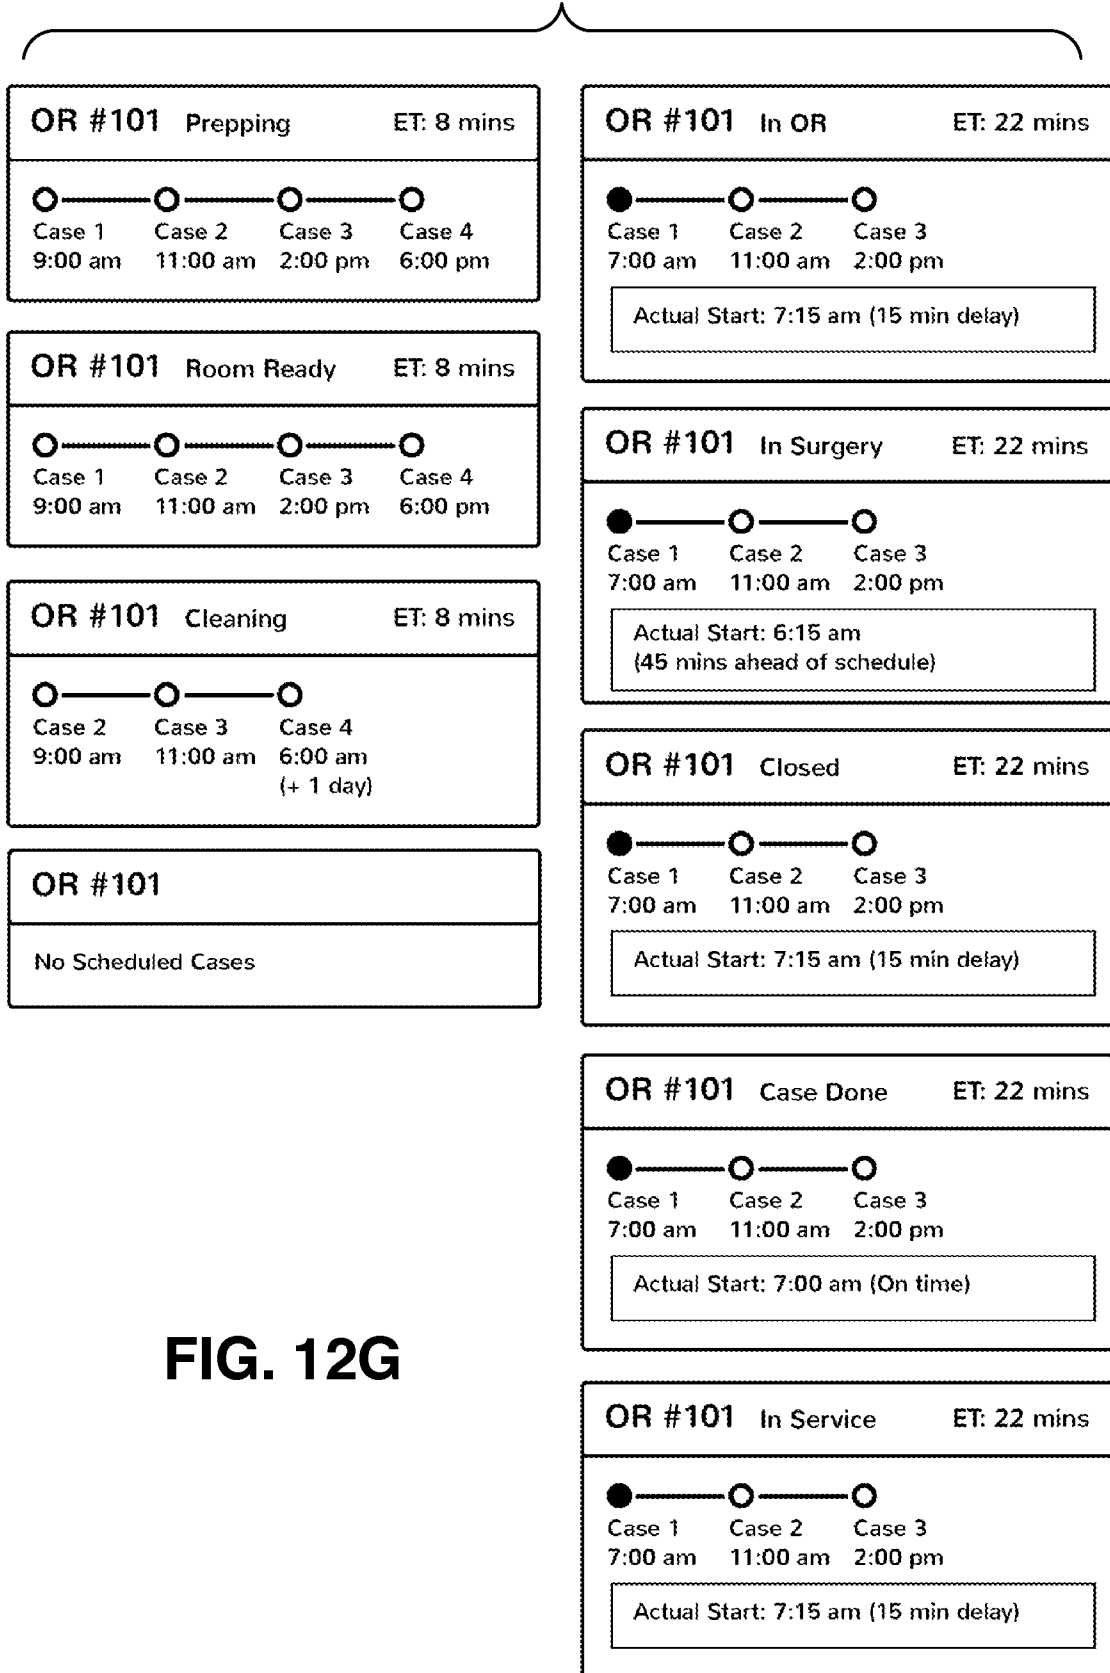 OR #101 Prepping ET: 8 mins
Case 1 Case 2 Case 3 Case 4
9:00 am 11:00 am 2:00 pm 6:00 pm
OR #101 Room Ready ET: 8 mins
Case 1 Case 2 Case 3 Case 4
9:00 am 11:00 am 2:00 pm 6:00 pm
OR #101 Cleaning ET: 8 mins
Case 2 Case 3 Case 4
9:00 am 11:00 am 6:00 am
(+ 1 day)
OR #101
No Scheduled Cases
FIG. 12G
OR #101 In OR ET: 22 mins
Case 1 Case 2 Case 3
7:00 am 11:00 am 2:00 pm
Actual Start: 7:15 am (15 min delay)
OR #101 In Surgery ET: 22 mins
Case 1 Case 2 Case 3
7:00 am 11:00 am 2:00 pm
Actual Start: 6:15 am
(45 mins ahead of schedule)
OR #101 Closed ET: 22 mins
Case 1 Case 2 Case 3
7:00 am 11:00 am 2:00 pm
Actual Start: 7:15 am (15 min delay)
OR #101 Case Done ET: 22 mins
Case 1 Case 2 Case 3
7:00 am 11:00 am 2:00 pm
Actual Start: 7:00 am (On time)
OR #101 In Service ET: 22 mins
Case 1 Case 2 Case 3
7:00 am 11:00 am 2:00 pm
Actual Start: 7:15 am (15 min delay)